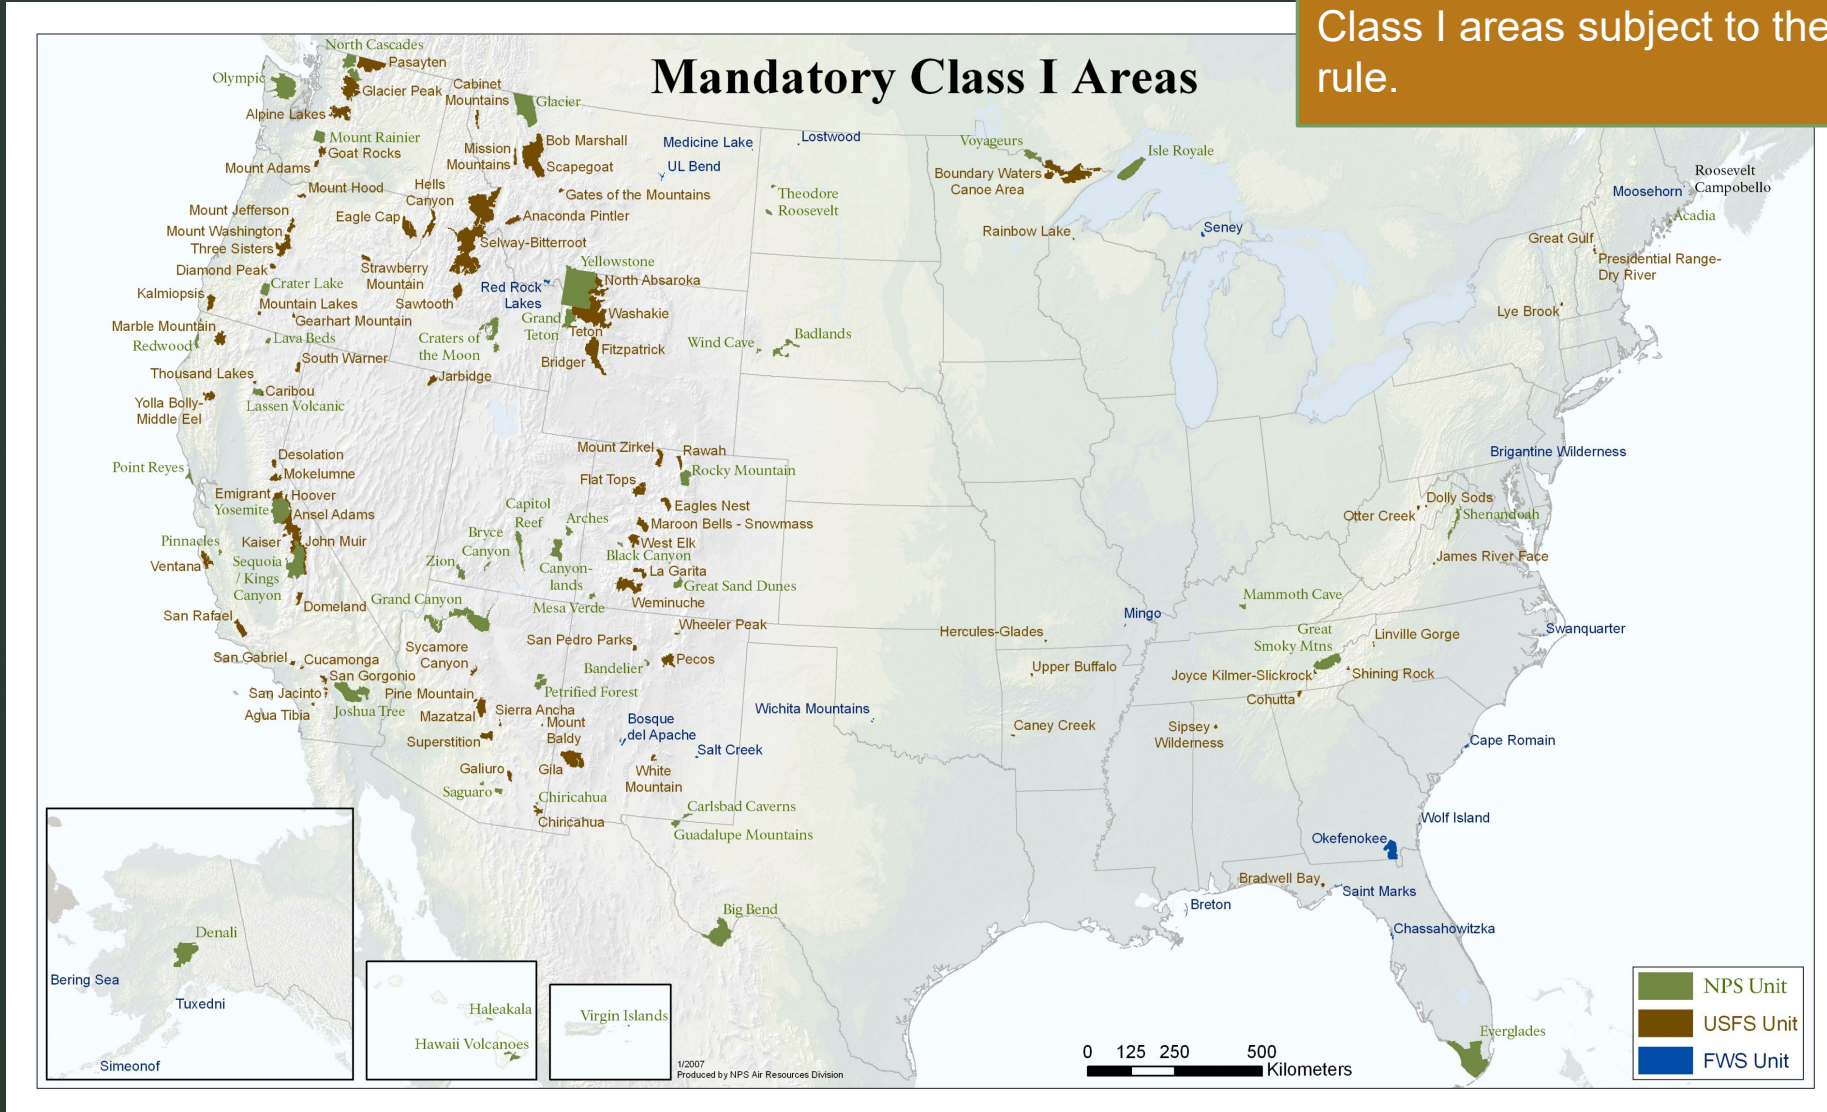 Class I areas subject to the
rule.
Mandatory Class I Areas
North Cascades
Pasayten
Olympic
Glacier Peak
Cabinet
Mountains
Glacier
Alpine Lakes
Mount Rainier
Goat Rocks
Mount Adams
Mission
Mountains
Bob Marshall
Scapegoat
Medicine Lake
Lostwood
UL Bend
Voyageurs
Isle Royale
Boundary Waters
Canoe Area
Roosevelt
Campobello
Moosehorn
Acadia
Mount Hood
Hells
Canyon
Gates of the Mountains
Theodore
Roosevelt
Mount Jefferson
Eagle Cap
Anaconda Pintler
Mount Washington
Three Sisters
Selway-Bitterroot
Rainbow Lake
Seney
Great Gulf
Presidential Range-
Dry River
Diamond Peak
Strawberry
Mountain
Yellowstone
North Absaroka
Crater Lake
Kalmiopsis
Mountain Lakes
Sawtooth
Red Rock
Lakes
Gearhart Mountain
Grand
Teton
Washakie
Teton
Lye Brook
Marble Mountain
Redwood
Lava Beds
Craters of
the Moon
Fitzpatrick
Bridger
Wind Cave
Badlands
South Warner
Thousand Lakes
Jarbidge
Caribou
Lassen Volcanic
Yolla Bolly-
Middle Eel
Desolation
Mokelumne
Point Reyes
Mount Zirkel
Rawah
Rocky Mountain
Flat Tops
Brigantine Wilderness
Emigrant
Hoover
Yosemite
Ansel Adams
Capitol
Reef
Arches
Eagles Nest
Maroon Bells - Snowmass
Dolly Sods
Otter Creek
Shenandoah
Pinnacles
Kaiser
John Muir
Bryce
Canyon
West Elk
Black Canyon
Ventana
Sequoia
/ Kings
Canyon
Zion
Canyon-
lands
La Garita
Great Sand Dunes
James River Face
Domeland
Grand Canyon
Mesa Verde
Weminuche
Mammoth Cave
San Rafael
Wheeler Peak
Mingo
Hercules-Glades
Great
Smoky Mtns
Linville Gorge
Swanquarter
San Gabriel
Cucamonga
San Gorgonio
Sycamore
Canyon
San Pedro Parks
Bandelier
Pecos
Upper Buffalo
Joyce Kilmer-Slickrock
Shining Rock
San Jacinto
Pine Mountain
Petrified Forest
Cohutta
Agua Tibia
Joshua Tree
Mazatzal
Sierra Ancha
Mount
Baldy
Bosque
del Apache
Wichita Mountains
Caney Creek
Sipsey
Wilderness
Superstition
Salt Creek
Cape Romain
Galiuro
Gila
White
Mountain
Saguaro
Chiricahua
Chiricahua
Carlsbad Caverns
Guadalupe Mountains
Wolf Island
Okefenokee
Bradwell Bay
Saint Marks
Breton
Chassahowitzka
Big Bend
Everglades
Denali
Bering Sea
Tuxedni
Simeonof
Haleakala
Hawaii Volcanoes
Virgin Islands
1/2007
Produced by NPS Air Resources Division
0 125 250 500
Kilometers
NPS Unit
USFS Unit
FWS Unit